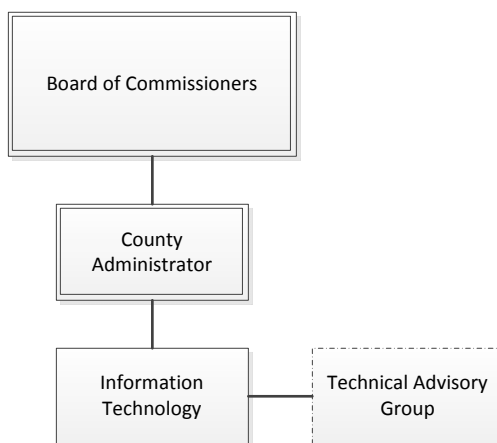 Board of Commissioners
County
Administrator
Information
Technology
Technical Advisory
Group